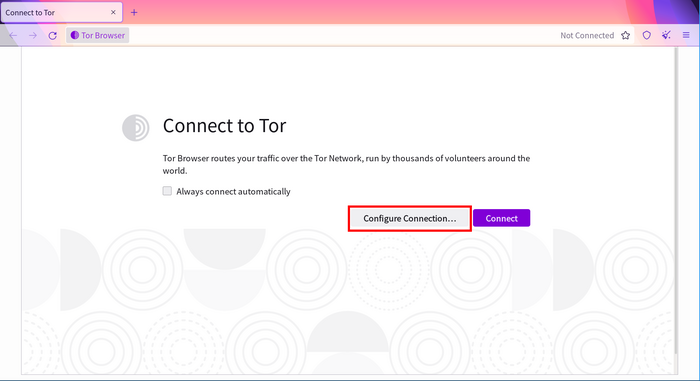 Connect to Tor
Tor Browser
Not Connected
Connect to Tor
Tor Browser routes your traffic over the Tor Network, run by thousands of volunteers around the
world.
Always connect automatically
Configure Connection...
Connect